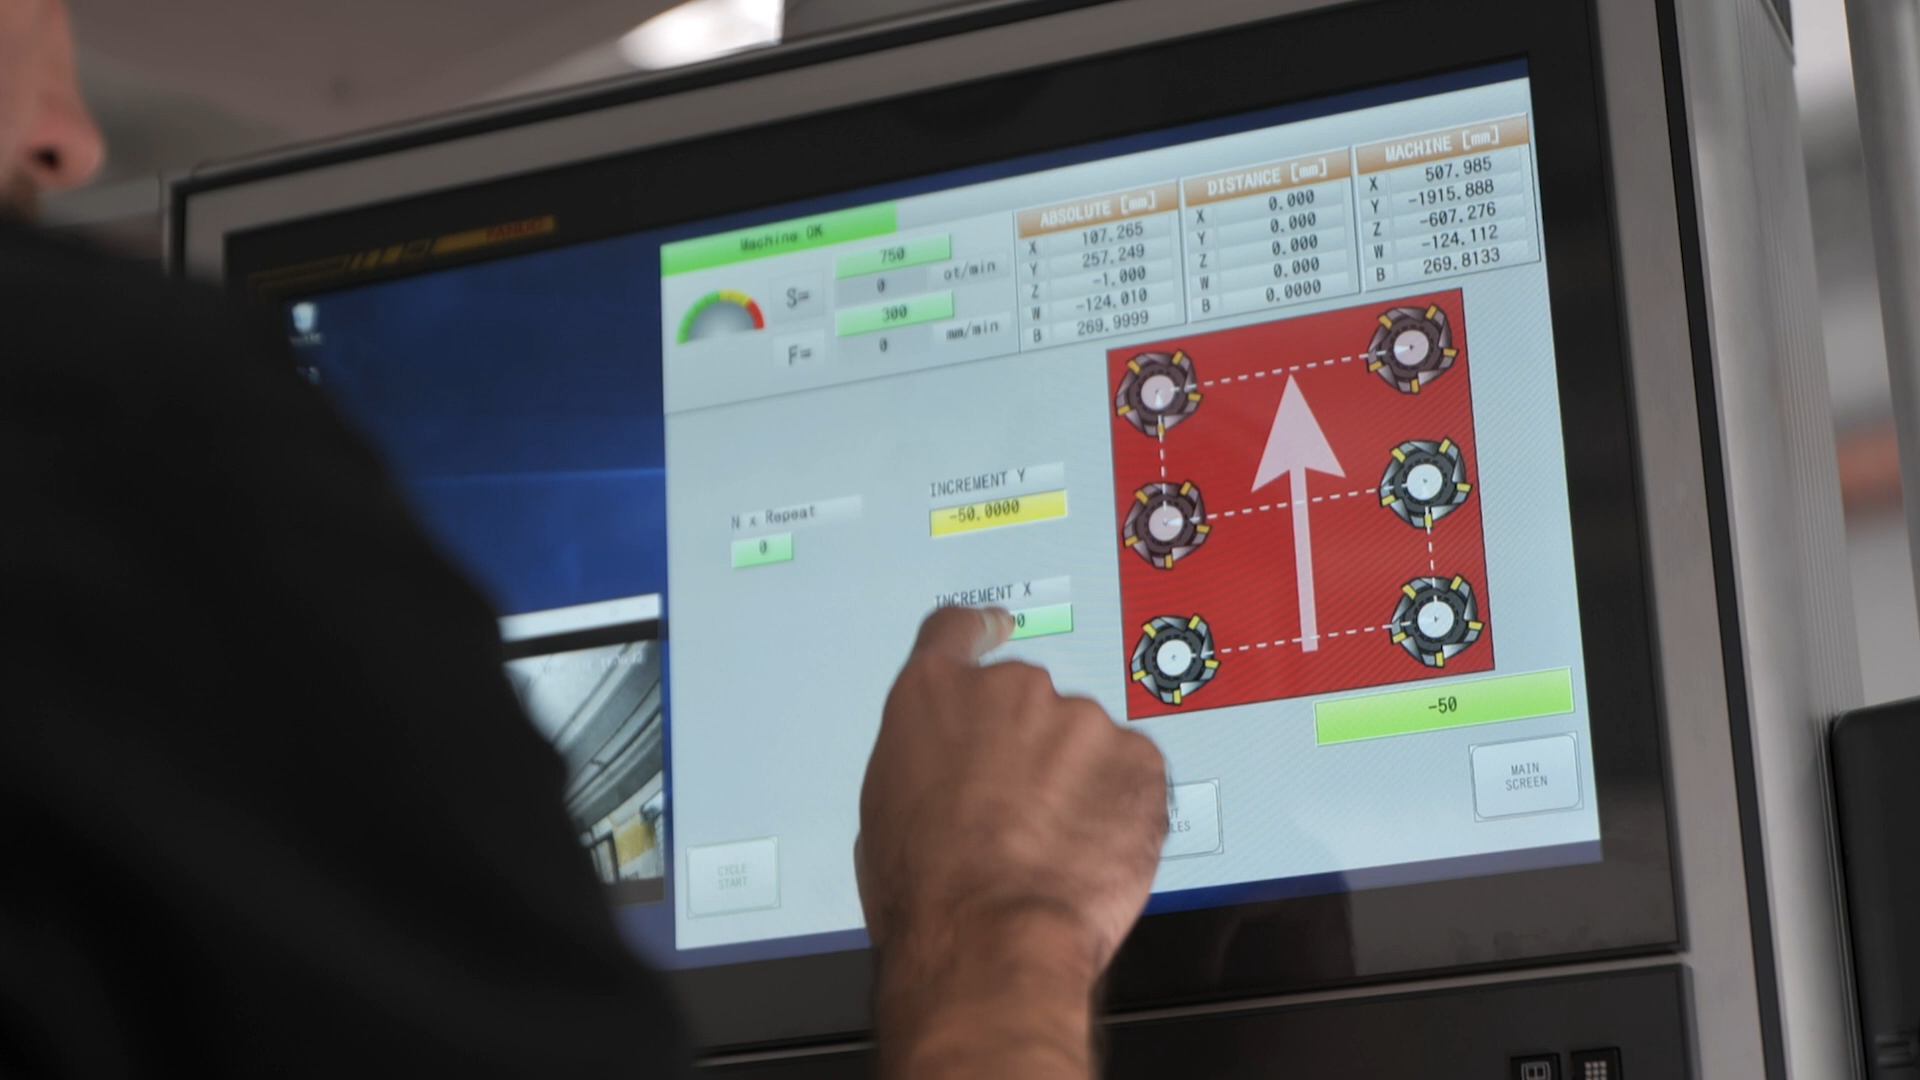 FANUC
Machine OK
S=
750
0
ot/min
F=
300
0
mm/min
ABSOLUTE [mm]
X 107.265
Y 257.249
Z -1.000
W -124.010
B 269.9999
DISTANCE [mm]
X 0.000
Y 0.000
Z 0.000
W 0.000
B 0.0000
MACHINE [mm]
X 507.985
Y -1915.888
Z -607.276
W -124.112
B 269.8133
N x Repeat
0
INCREMENT Y
-50.0000
INCREMENT X
-50
CYCLE
START
MAIN
SCREEN